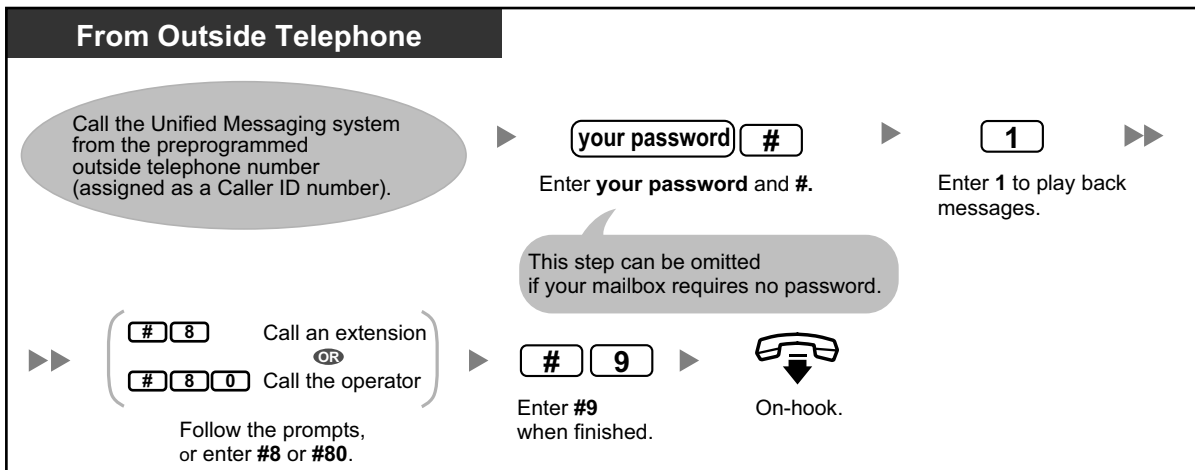 From Outside Telephone
Call the Unified Messaging system
from the preprogrammed
outside telephone number
(assigned as a Caller ID number).
your password #
Enter your password and #.
This step can be omitted
if your mailbox requires no password.
1
Enter 1 to play back
messages.
# 8 Call an extension
OR
# 8 0 Call the operator
Follow the prompts,
or enter #8 or #80.
# 9
Enter #9
when finished.
On-hook.